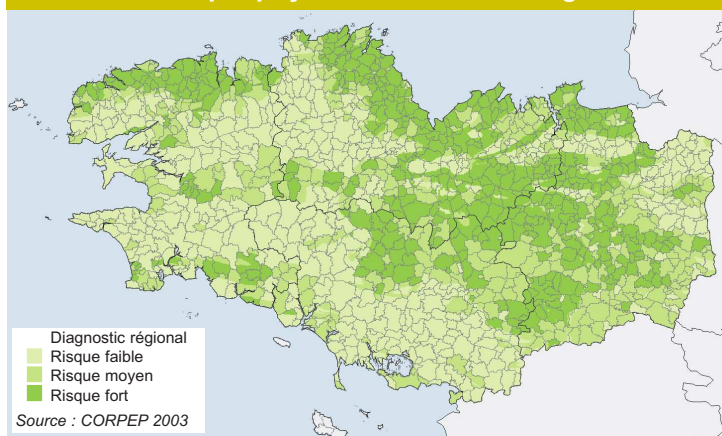 Diagnostic régional
Risque faible
Risque moyen
Risque fort
Source : CORPEP 2003